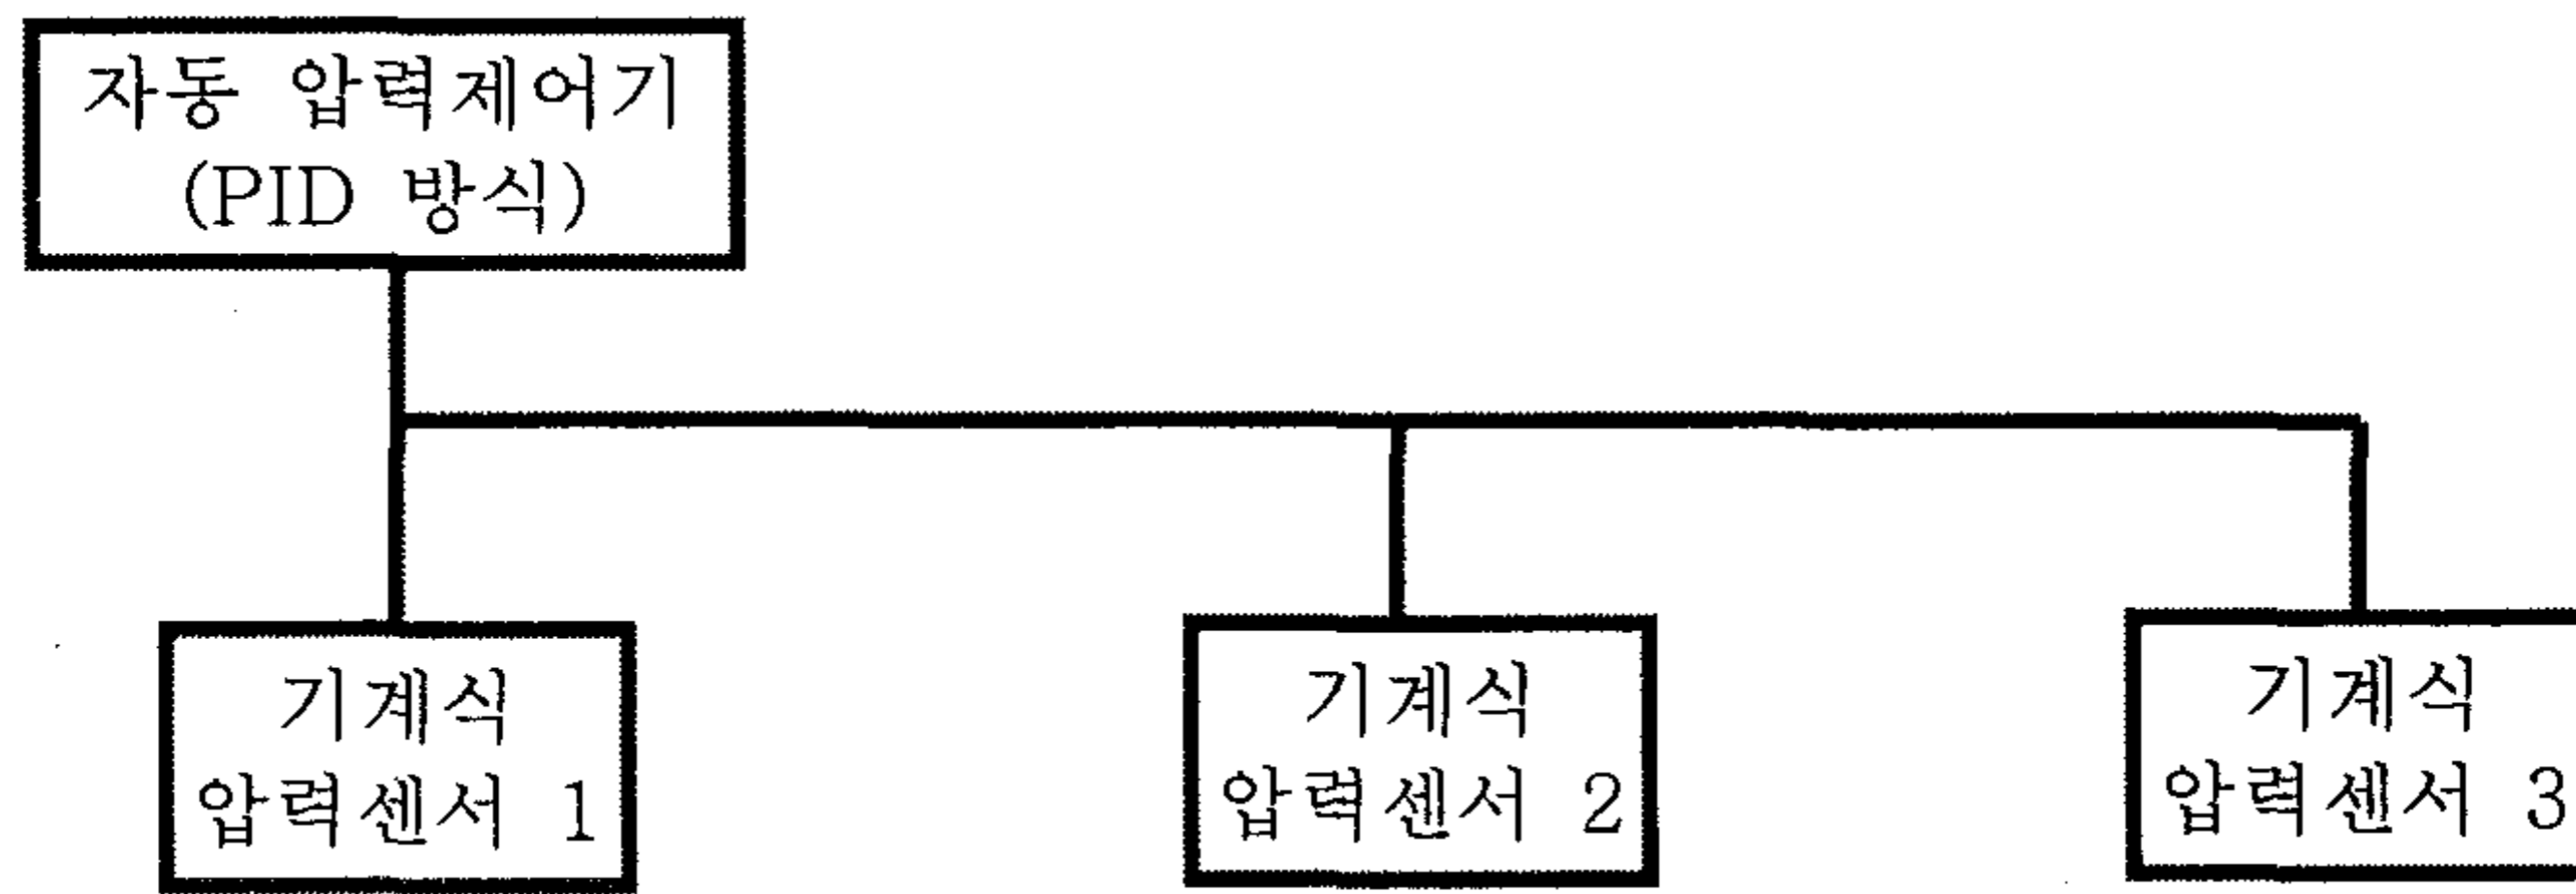 자동 압력제어기
(PID 방식)
기계식
압력센서 1
기계식
압력센서 2
기계식
압력센서 3